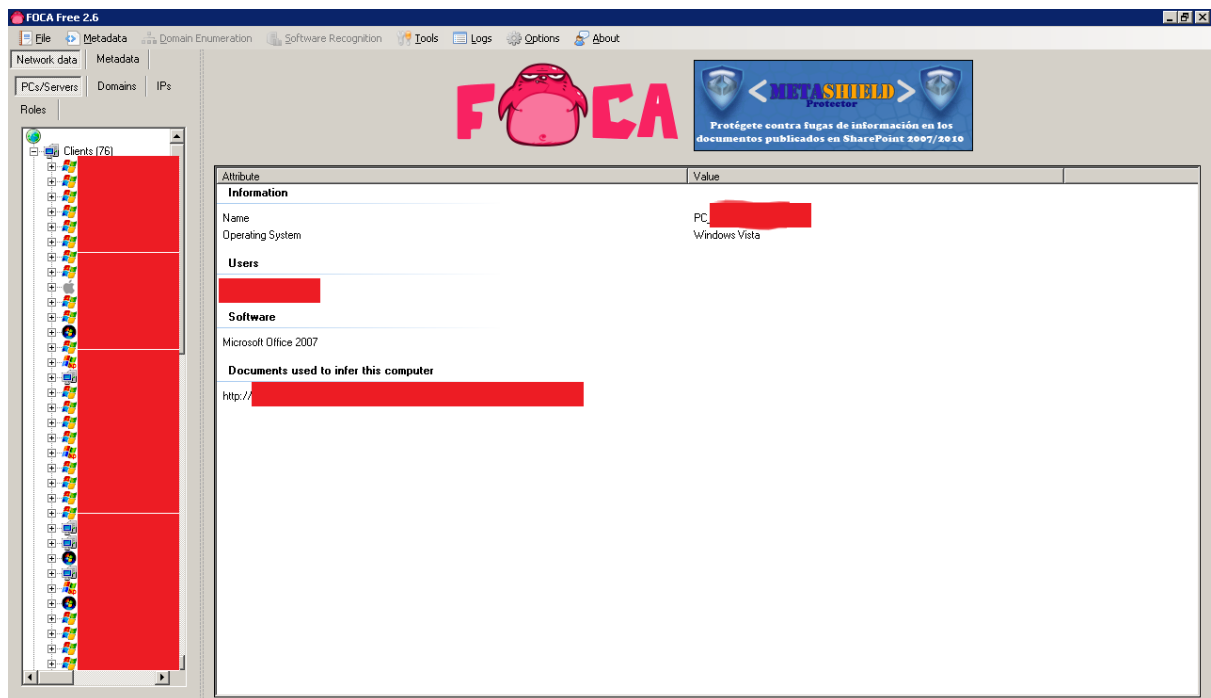 FOCA Free 2.6
File Metadata Domain Enumeration Software Recognition Tools Logs Options About
Network data Metadata
PCs/Servers Domains IPs
Roles
FOCA
<METASHIELD>
Protector
Protégete contra fugas de información en los
documentos publicados en SharePoint 2007/2010
Clients (76)
Attribute Value
Information
Name PC_
Operating System Windows Vista
Users
Software
Microsoft Office 2007
Documents used to infer this computer
http://